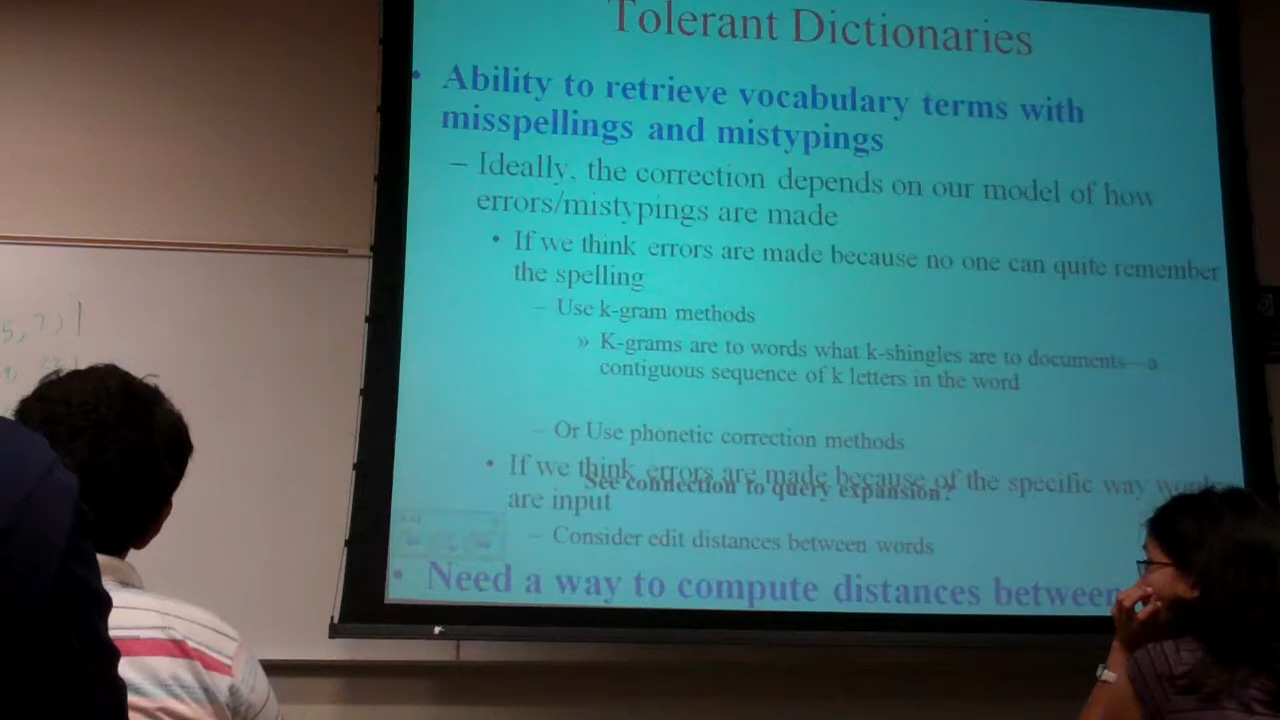 Tolerant Dictionaries
• Ability to retrieve vocabulary terms with
misspellings and mistypings
– Ideally, the correction depends on our model of how
errors/mistypings are made
• If we think errors are made because no one can quite remember
the spelling
– Use k-gram methods
» K-grams are to words what k-shingles are to documents—a
contiguous sequence of k letters in the word
– Or Use phonetic correction methods
• If we think errors are made because of the specific way
See connection to query expansion?
are input
– Consider edit distances between words
• Need a way to compute distances between
5, 7)|